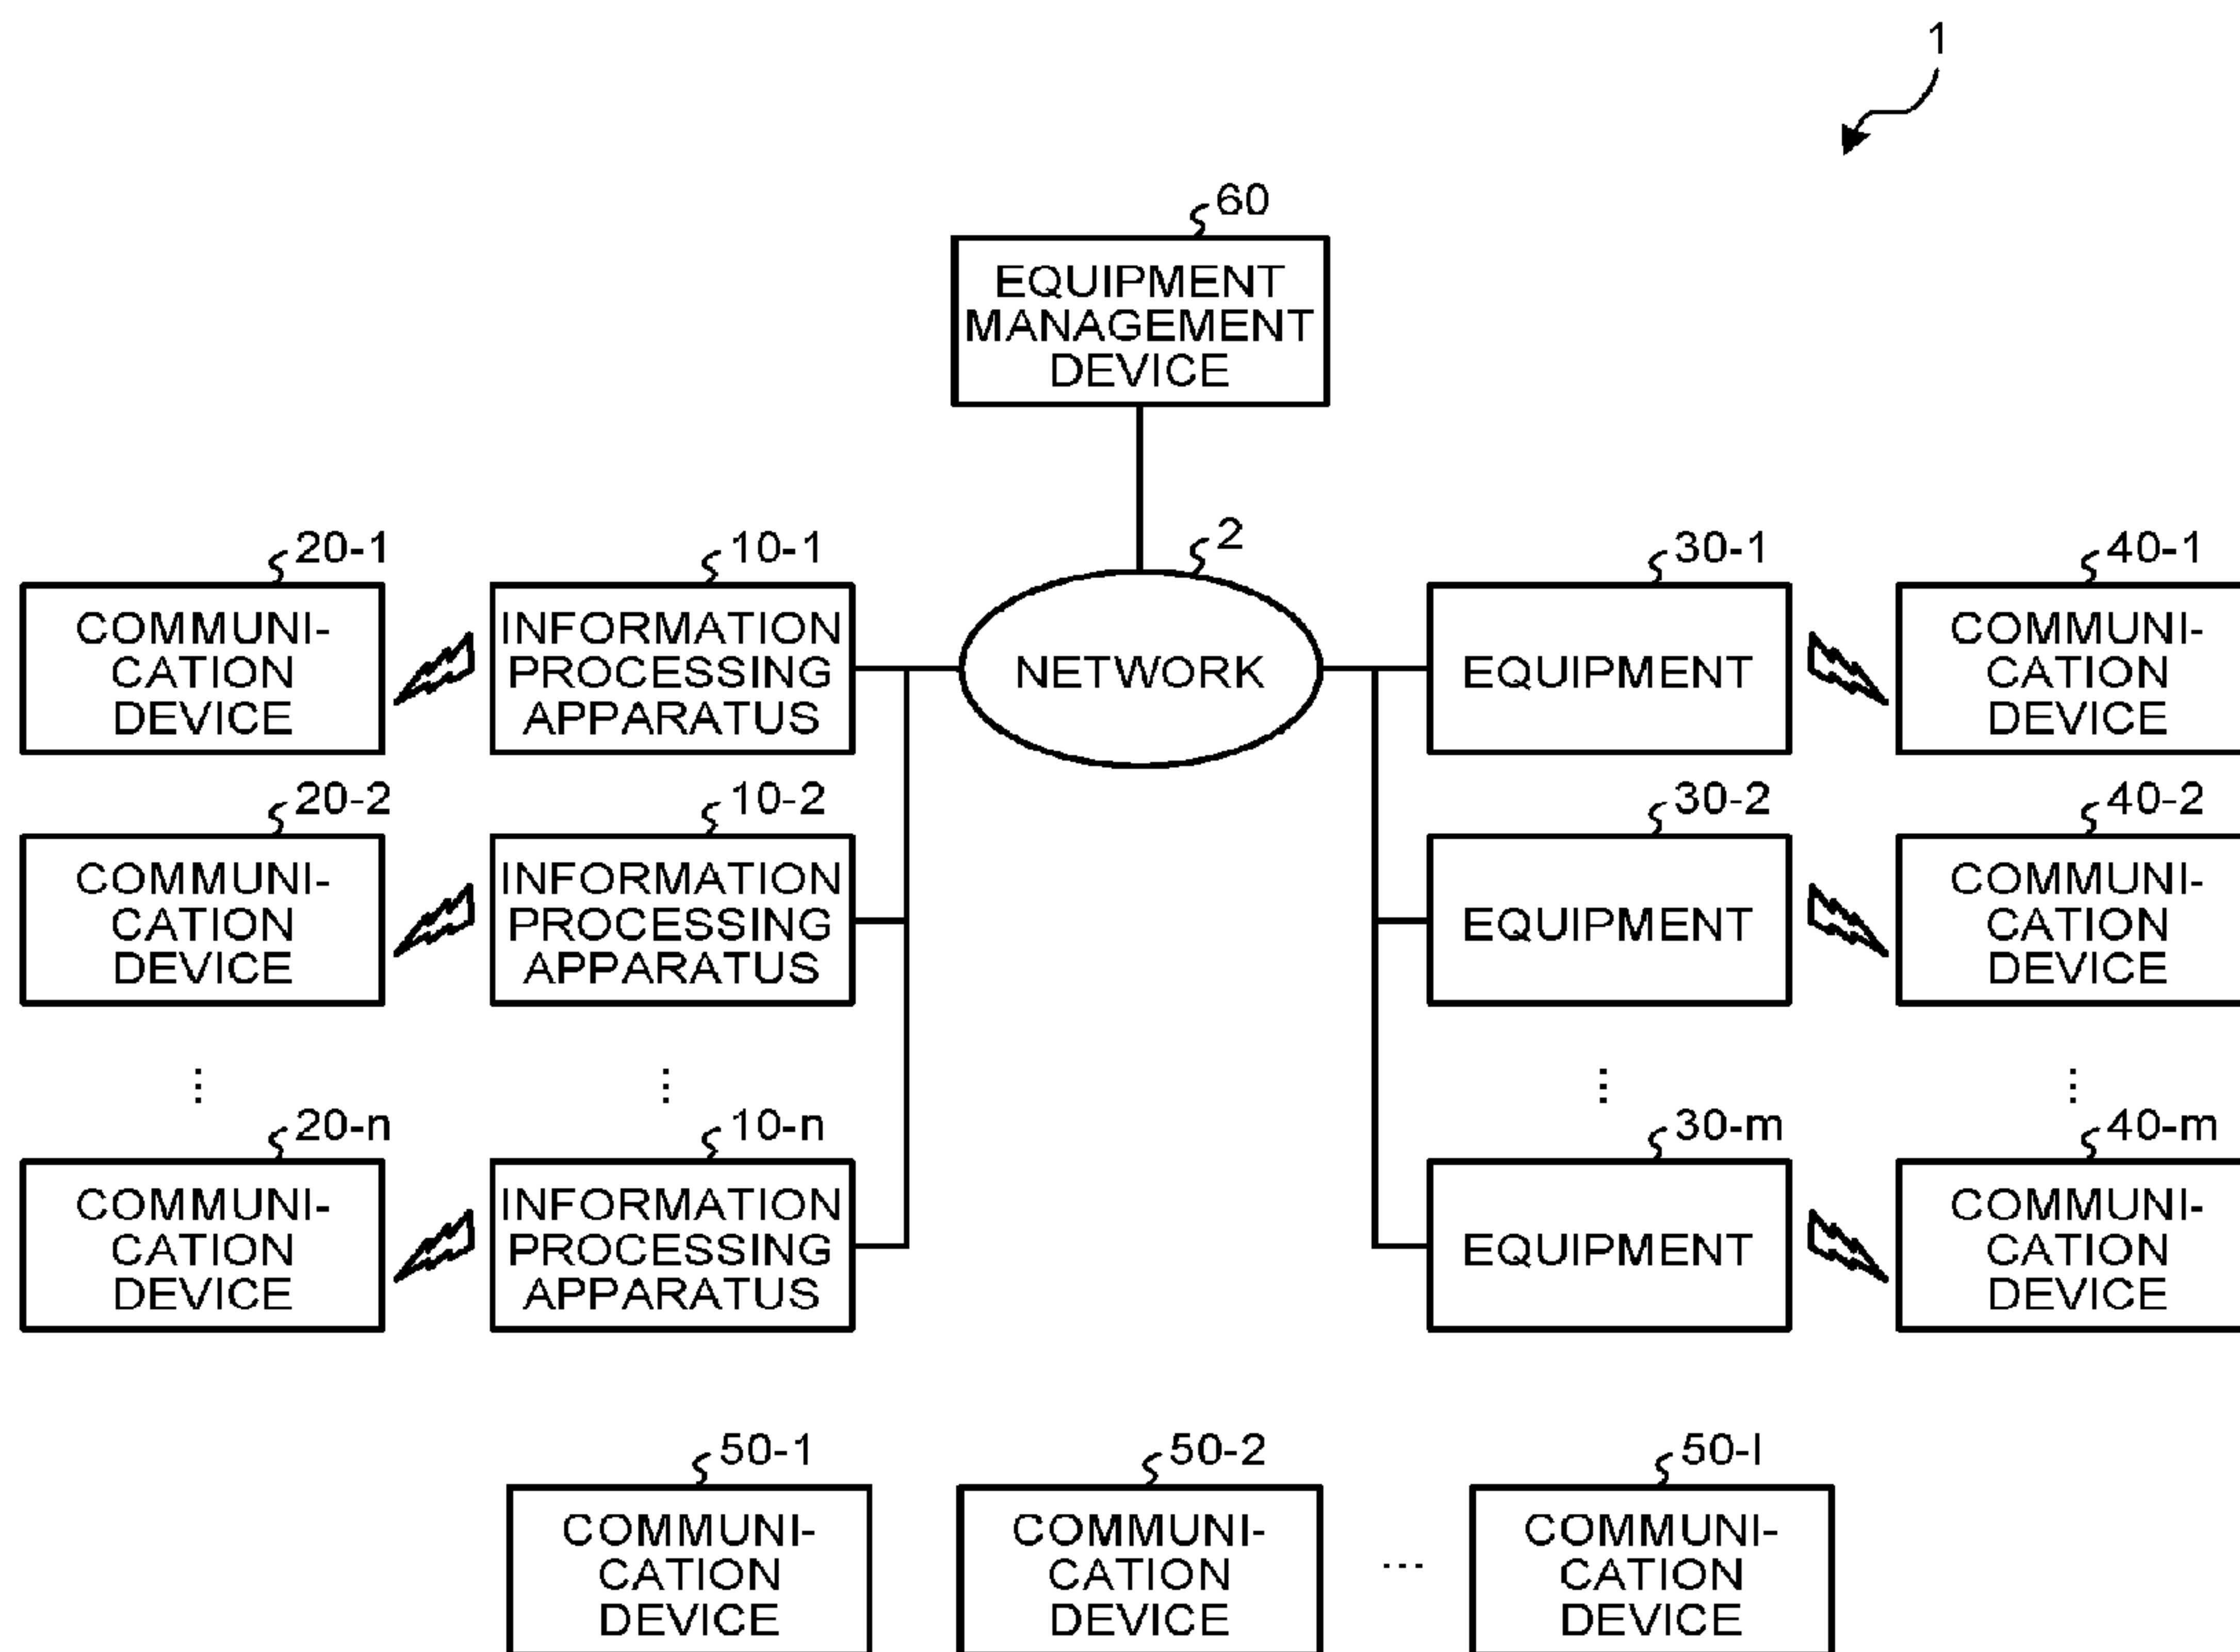 1
60
EQUIPMENT
MANAGEMENT
DEVICE
20-1
10-1
2
30-1
40-1
COMMUNI-
CATION
DEVICE
INFORMATION
PROCESSING
APPARATUS
NETWORK
EQUIPMENT
COMMUNI-
CATION
DEVICE
20-2
10-2
30-2
40-2
COMMUNI-
CATION
DEVICE
INFORMATION
PROCESSING
APPARATUS
EQUIPMENT
COMMUNI-
CATION
DEVICE
⋮
⋮
⋮
⋮
20-n
10-n
30-m
40-m
COMMUNI-
CATION
DEVICE
INFORMATION
PROCESSING
APPARATUS
EQUIPMENT
COMMUNI-
CATION
DEVICE
50-1
50-2
50-l
COMMUNI-
CATION
DEVICE
COMMUNI-
CATION
DEVICE
...
COMMUNI-
CATION
DEVICE